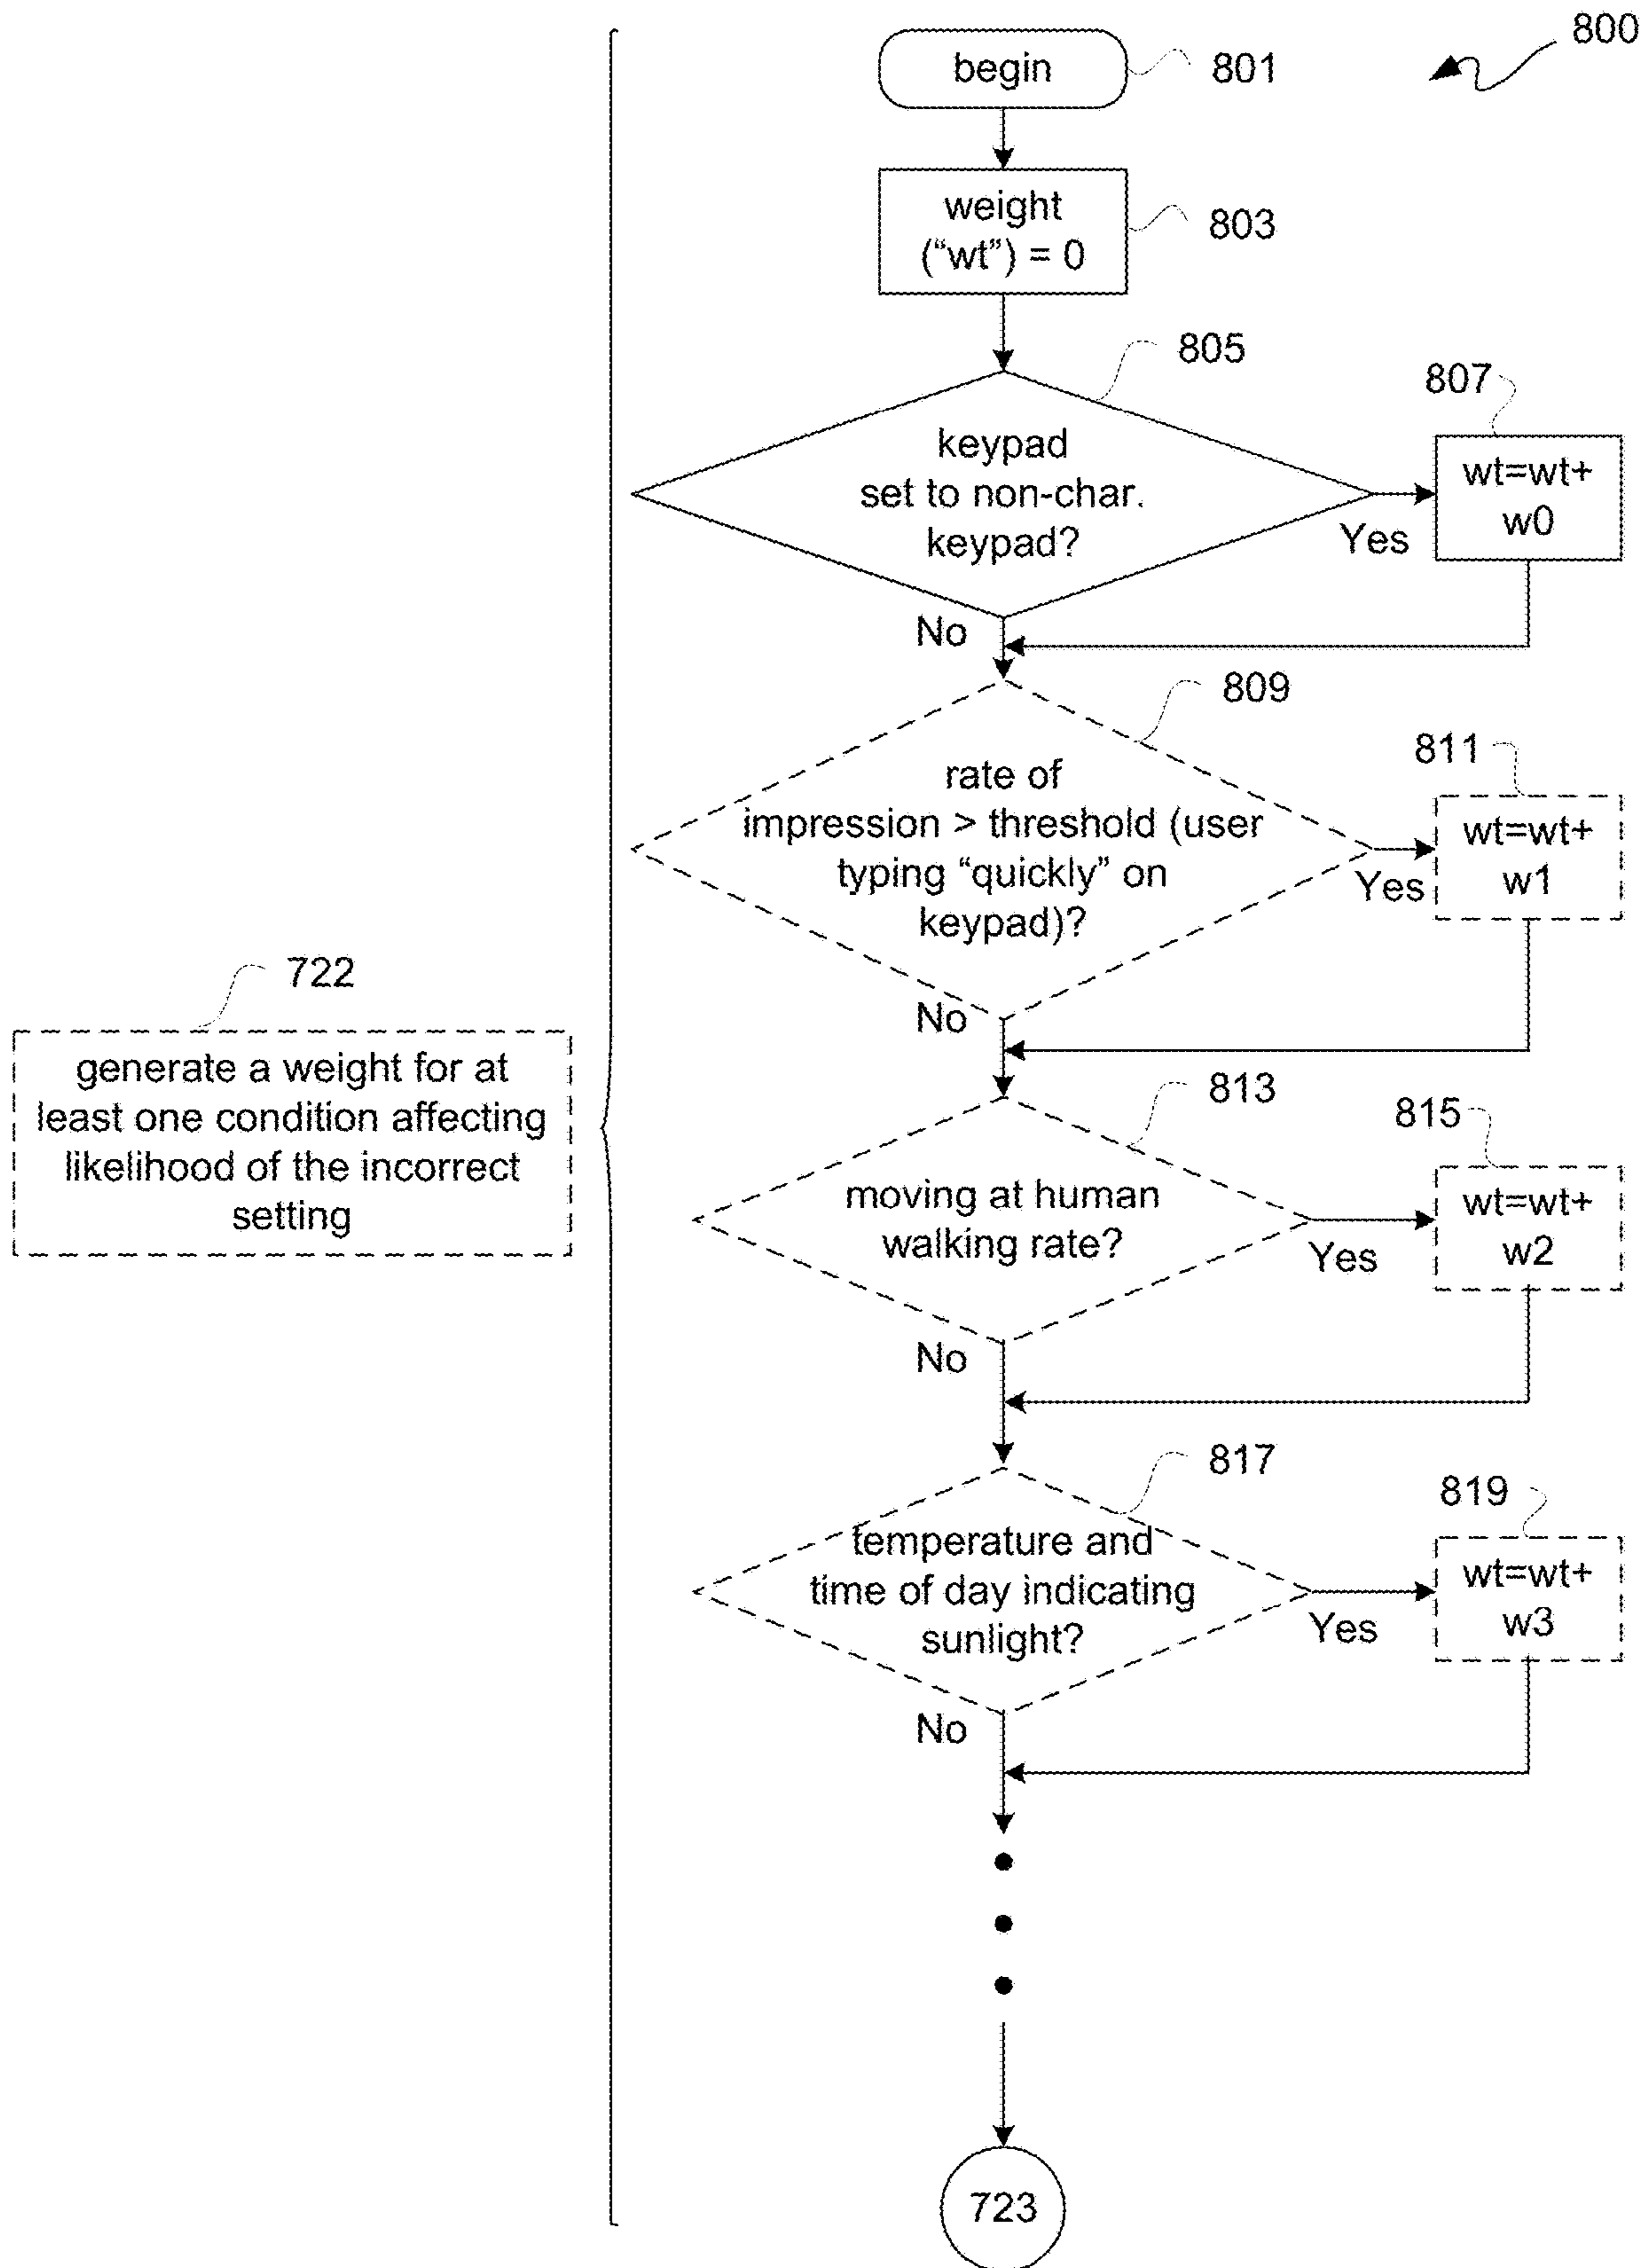 800
begin
801
weight
("wt") = 0
803
805
keypad
set to non-char.
keypad?
Yes
807
wt=wt+
w0
No
809
rate of
impression > threshold (user
typing “quickly” on
keypad)?
Yes
811
wt=wt+
w1
No
722
generate a weight for at
least one condition affecting
likelihood of the incorrect
setting
813
moving at human
walking rate?
Yes
815
wt=wt+
w2
No
817
temperature and
time of day indicating
sunlight?
Yes
819
wt=wt+
w3
No
723